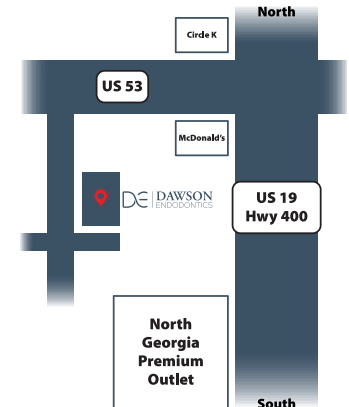 North
Circle K
US 53
McDonald's
DE DAWSON
ENDODONTICS
US 19
Hwy 400
North
Georgia
Premium
Outlet
South